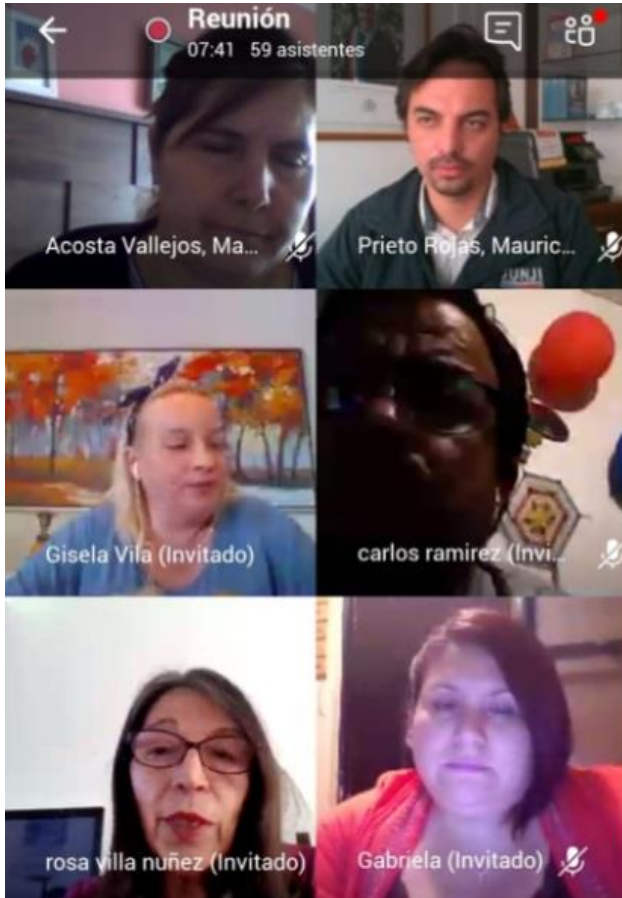 Reunión
07:41 59 asistentes
Acosta Vallejos, Ma...
Prieto Rojas, Mauric...
JUNJI
Gisela Vila (Invitado)
carlos ramirez (Invi...
rosa villa nuñez (Invitado)
Gabriela (Invitado)